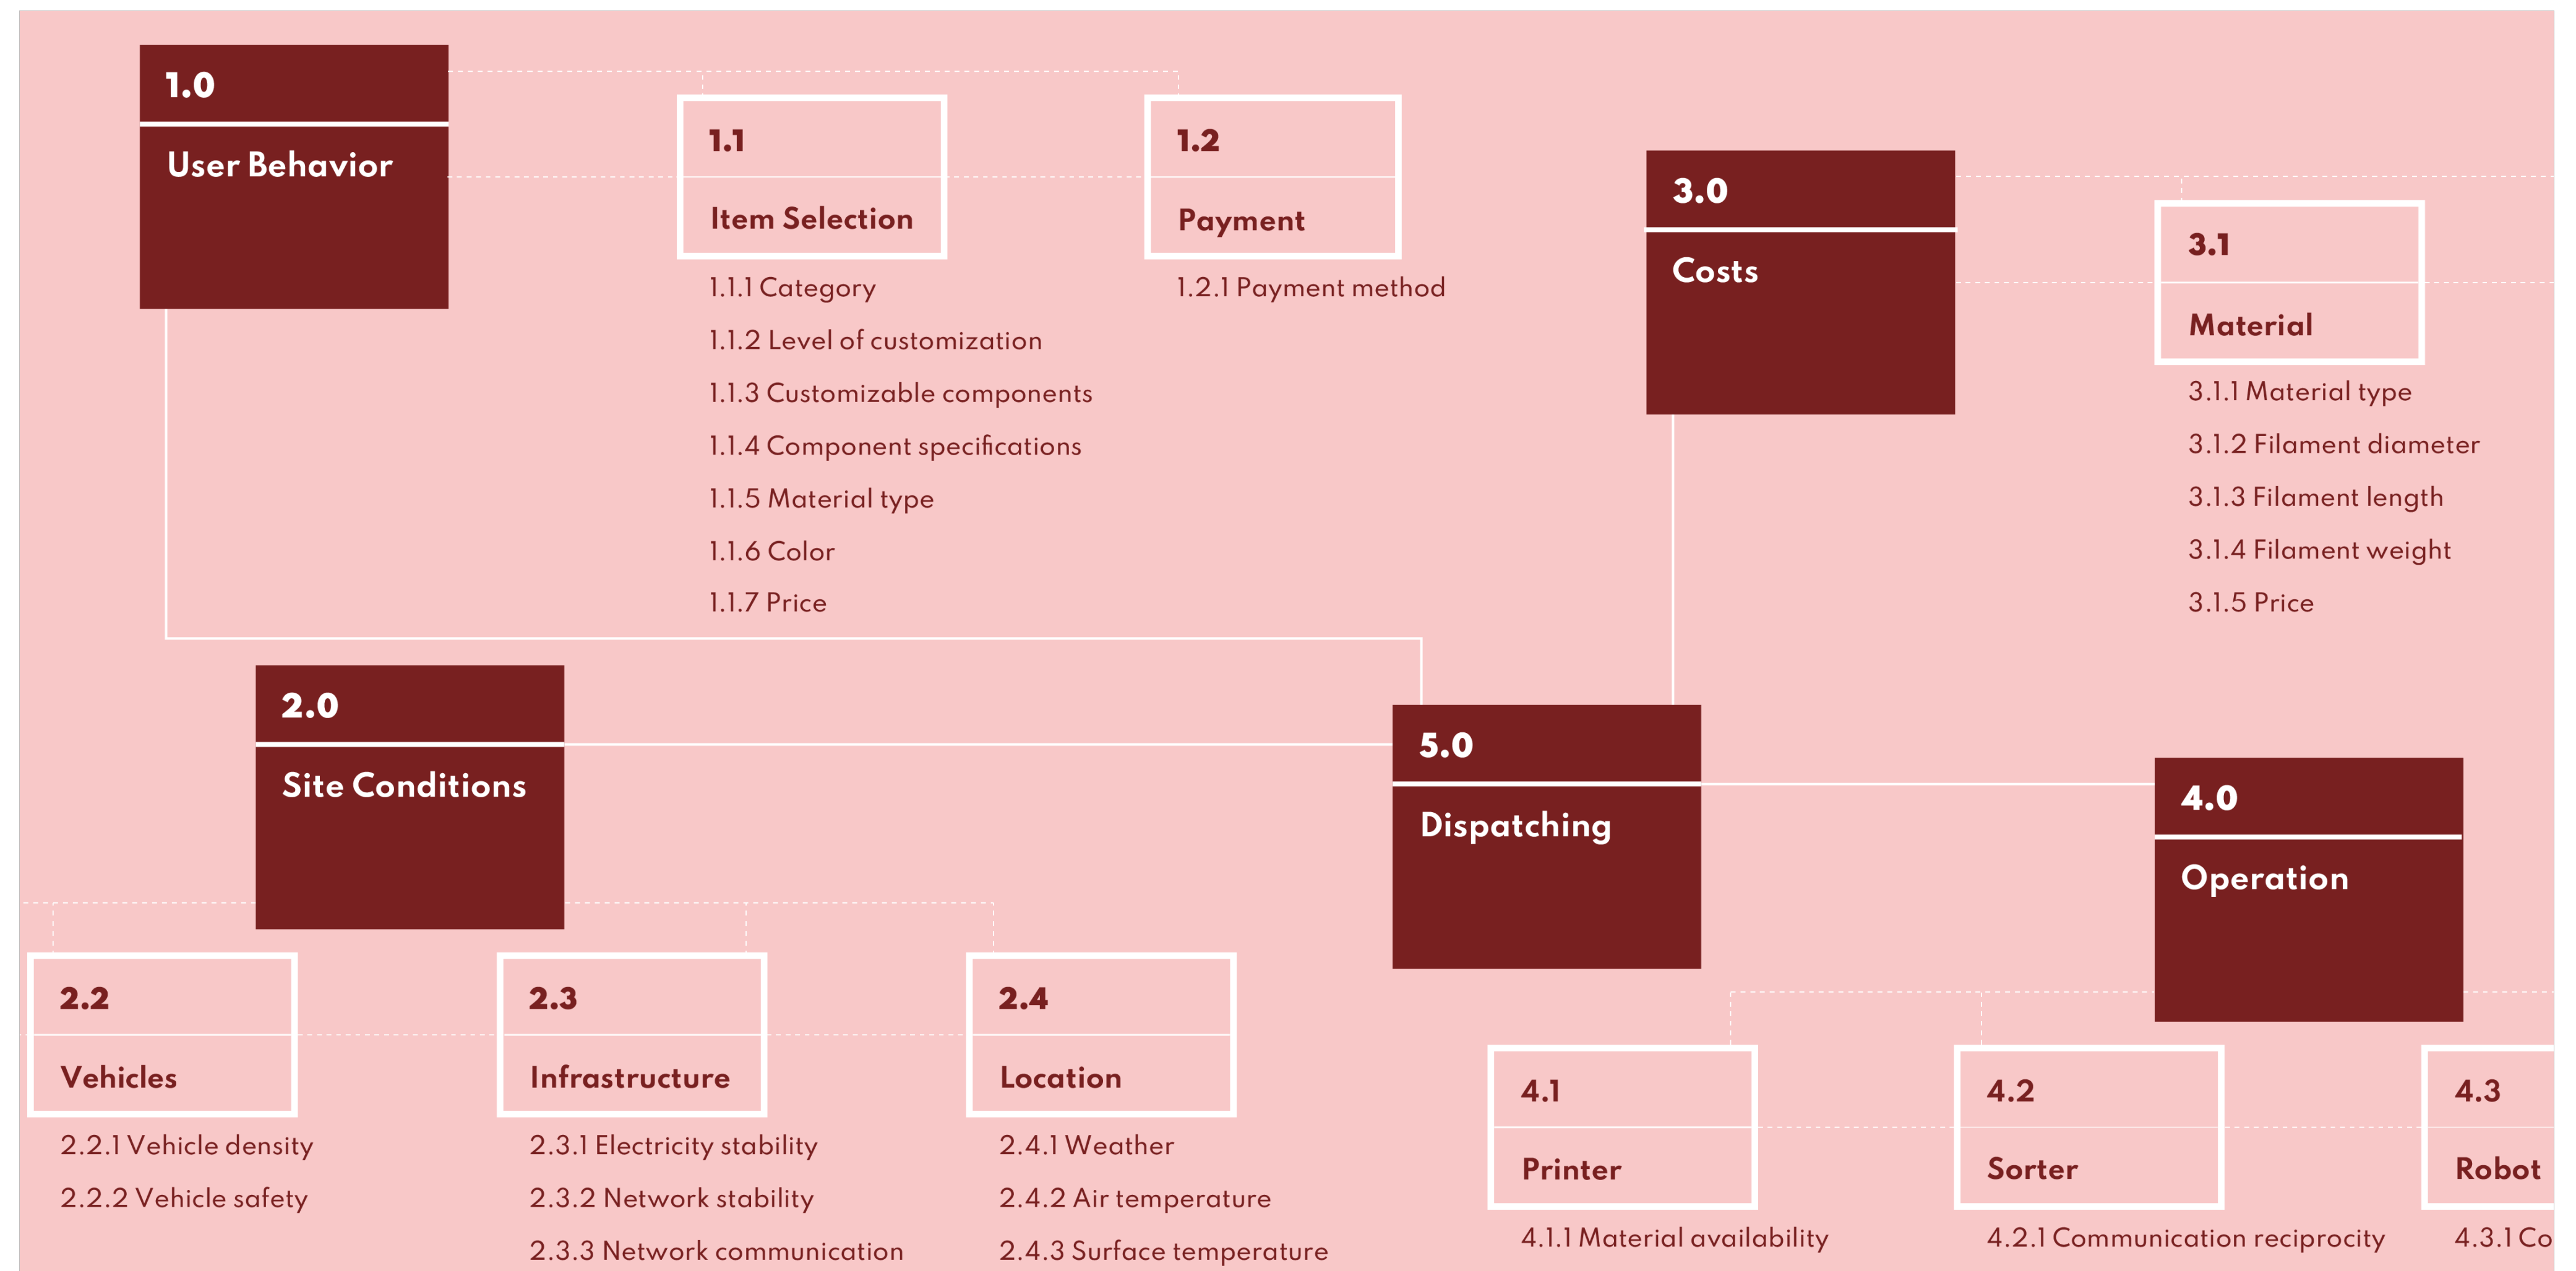 1.0
User Behavior
1.1
Item Selection
1.1.1 Category
1.1.2 Level of customization
1.1.3 Customizable components
1.1.4 Component specifications
1.1.5 Material type
1.1.6 Color
1.1.7 Price
1.2
Payment
1.2.1 Payment method
3.0
Costs
3.1
Material
3.1.1 Material type
3.1.2 Filament diameter
3.1.3 Filament length
3.1.4 Filament weight
3.1.5 Price
2.0
Site Conditions
2.2
Vehicles
2.2.1 Vehicle density
2.2.2 Vehicle safety
2.3
Infrastructure
2.3.1 Electricity stability
2.3.2 Network stability
2.3.3 Network communication
2.4
Location
2.4.1 Weather
2.4.2 Air temperature
2.4.3 Surface temperature
5.0
Dispatching
4.0
Operation
4.1
Printer
4.1.1 Material availability
4.2
Sorter
4.2.1 Communication reciprocity
4.3
Robot
4.3.1 Co